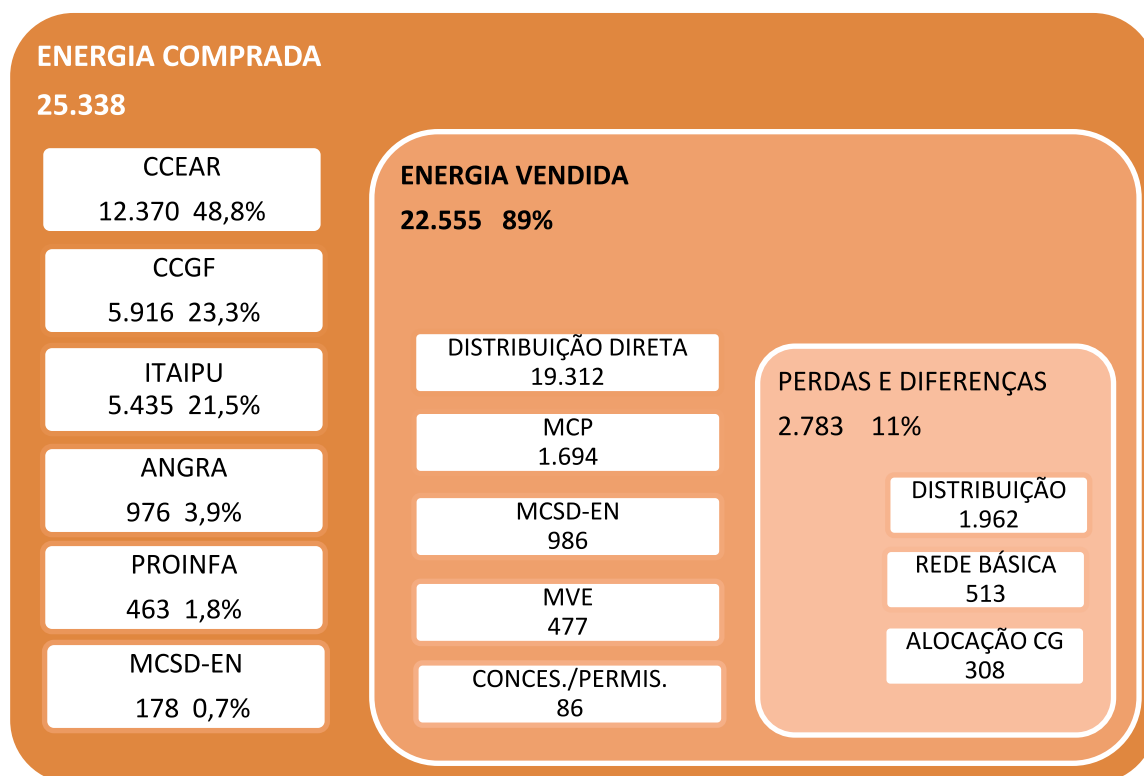 ENERGIA COMPRADA
25.338
CCEAR
12.370 48,8%
CCGF
5.916 23,3%
ITAIPU
5.435 21,5%
ANGRA
976 3,9%
PROINFA
463 1,8%
MCSD-EN
178 0,7%
ENERGIA VENDIDA
22.555 89%
DISTRIBUIÇÃO DIRETA
19.312
MCP
1.694
MCSD-EN
986
MVE
477
CONCES./PERMIS.
86
PERDAS E DIFERENÇAS
2.783 11%
DISTRIBUIÇÃO
1.962
REDE BÁSICA
513
ALOCAÇÃO CG
308